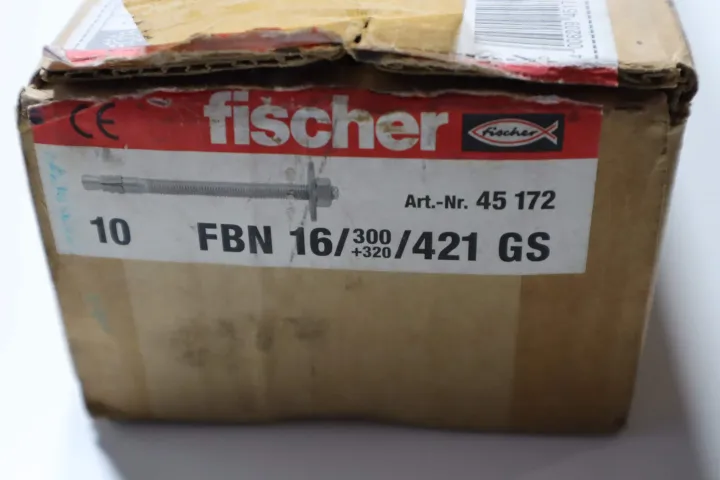 CE fischer fischer
Art.-Nr. 45 172
10 FBN 16/300+320/421 GS